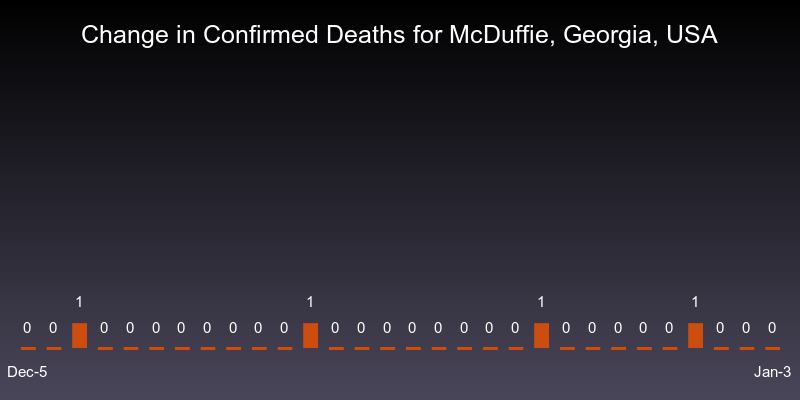 Change in Confirmed Deaths for McDuffie, Georgia, USA
1 1 1 1
0 0 0 0 0 0 0 0 0 0 0 0 0 0 0 0 0 0 0 0 0 0 0 0 0 0
Dec-5 Jan-3